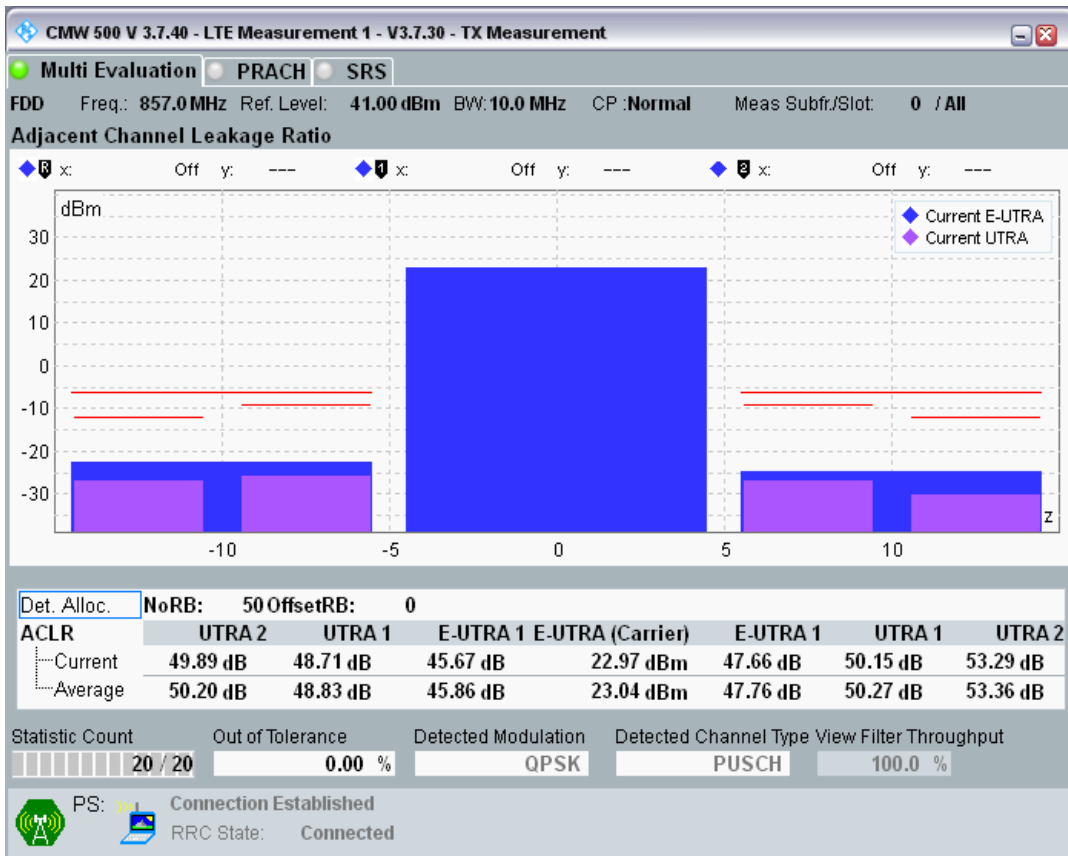 CMW 500 V 3.7.40 - LTE Measurement 1 - V3.7.30 - TX Measurement
Multi Evaluation PRACH SRS
FDD Freq.: 857.0 MHz Ref. Level: 41.00 dBm BW: 10.0 MHz CP :Normal Meas Subfr./Slot: 0 / All
Adjacent Channel Leakage Ratio
R x: Off y: --- 1 x: Off y: --- 2 x: Off y: ---
dBm
Current E-UTRA
Current UTRA
30
20
10
0
-10
-20
-30
z
-10 -5 0 5 10
Det. Alloc. NoRB: 50 OffsetRB: 0
ACLR UTRA 2 UTRA 1 E-UTRA 1 E-UTRA (Carrier) E-UTRA 1 UTRA 1 UTRA 2
Current 49.89 dB 48.71 dB 45.67 dB 22.97 dBm 47.66 dB 50.15 dB 53.29 dB
Average 50.20 dB 48.83 dB 45.86 dB 23.04 dBm 47.76 dB 50.27 dB 53.36 dB
Statistic Count Out of Tolerance Detected Modulation Detected Channel Type View Filter Throughput
20 / 20 0.00 % QPSK PUSCH 100.0 %
PS: Connection Established
RRC State: Connected